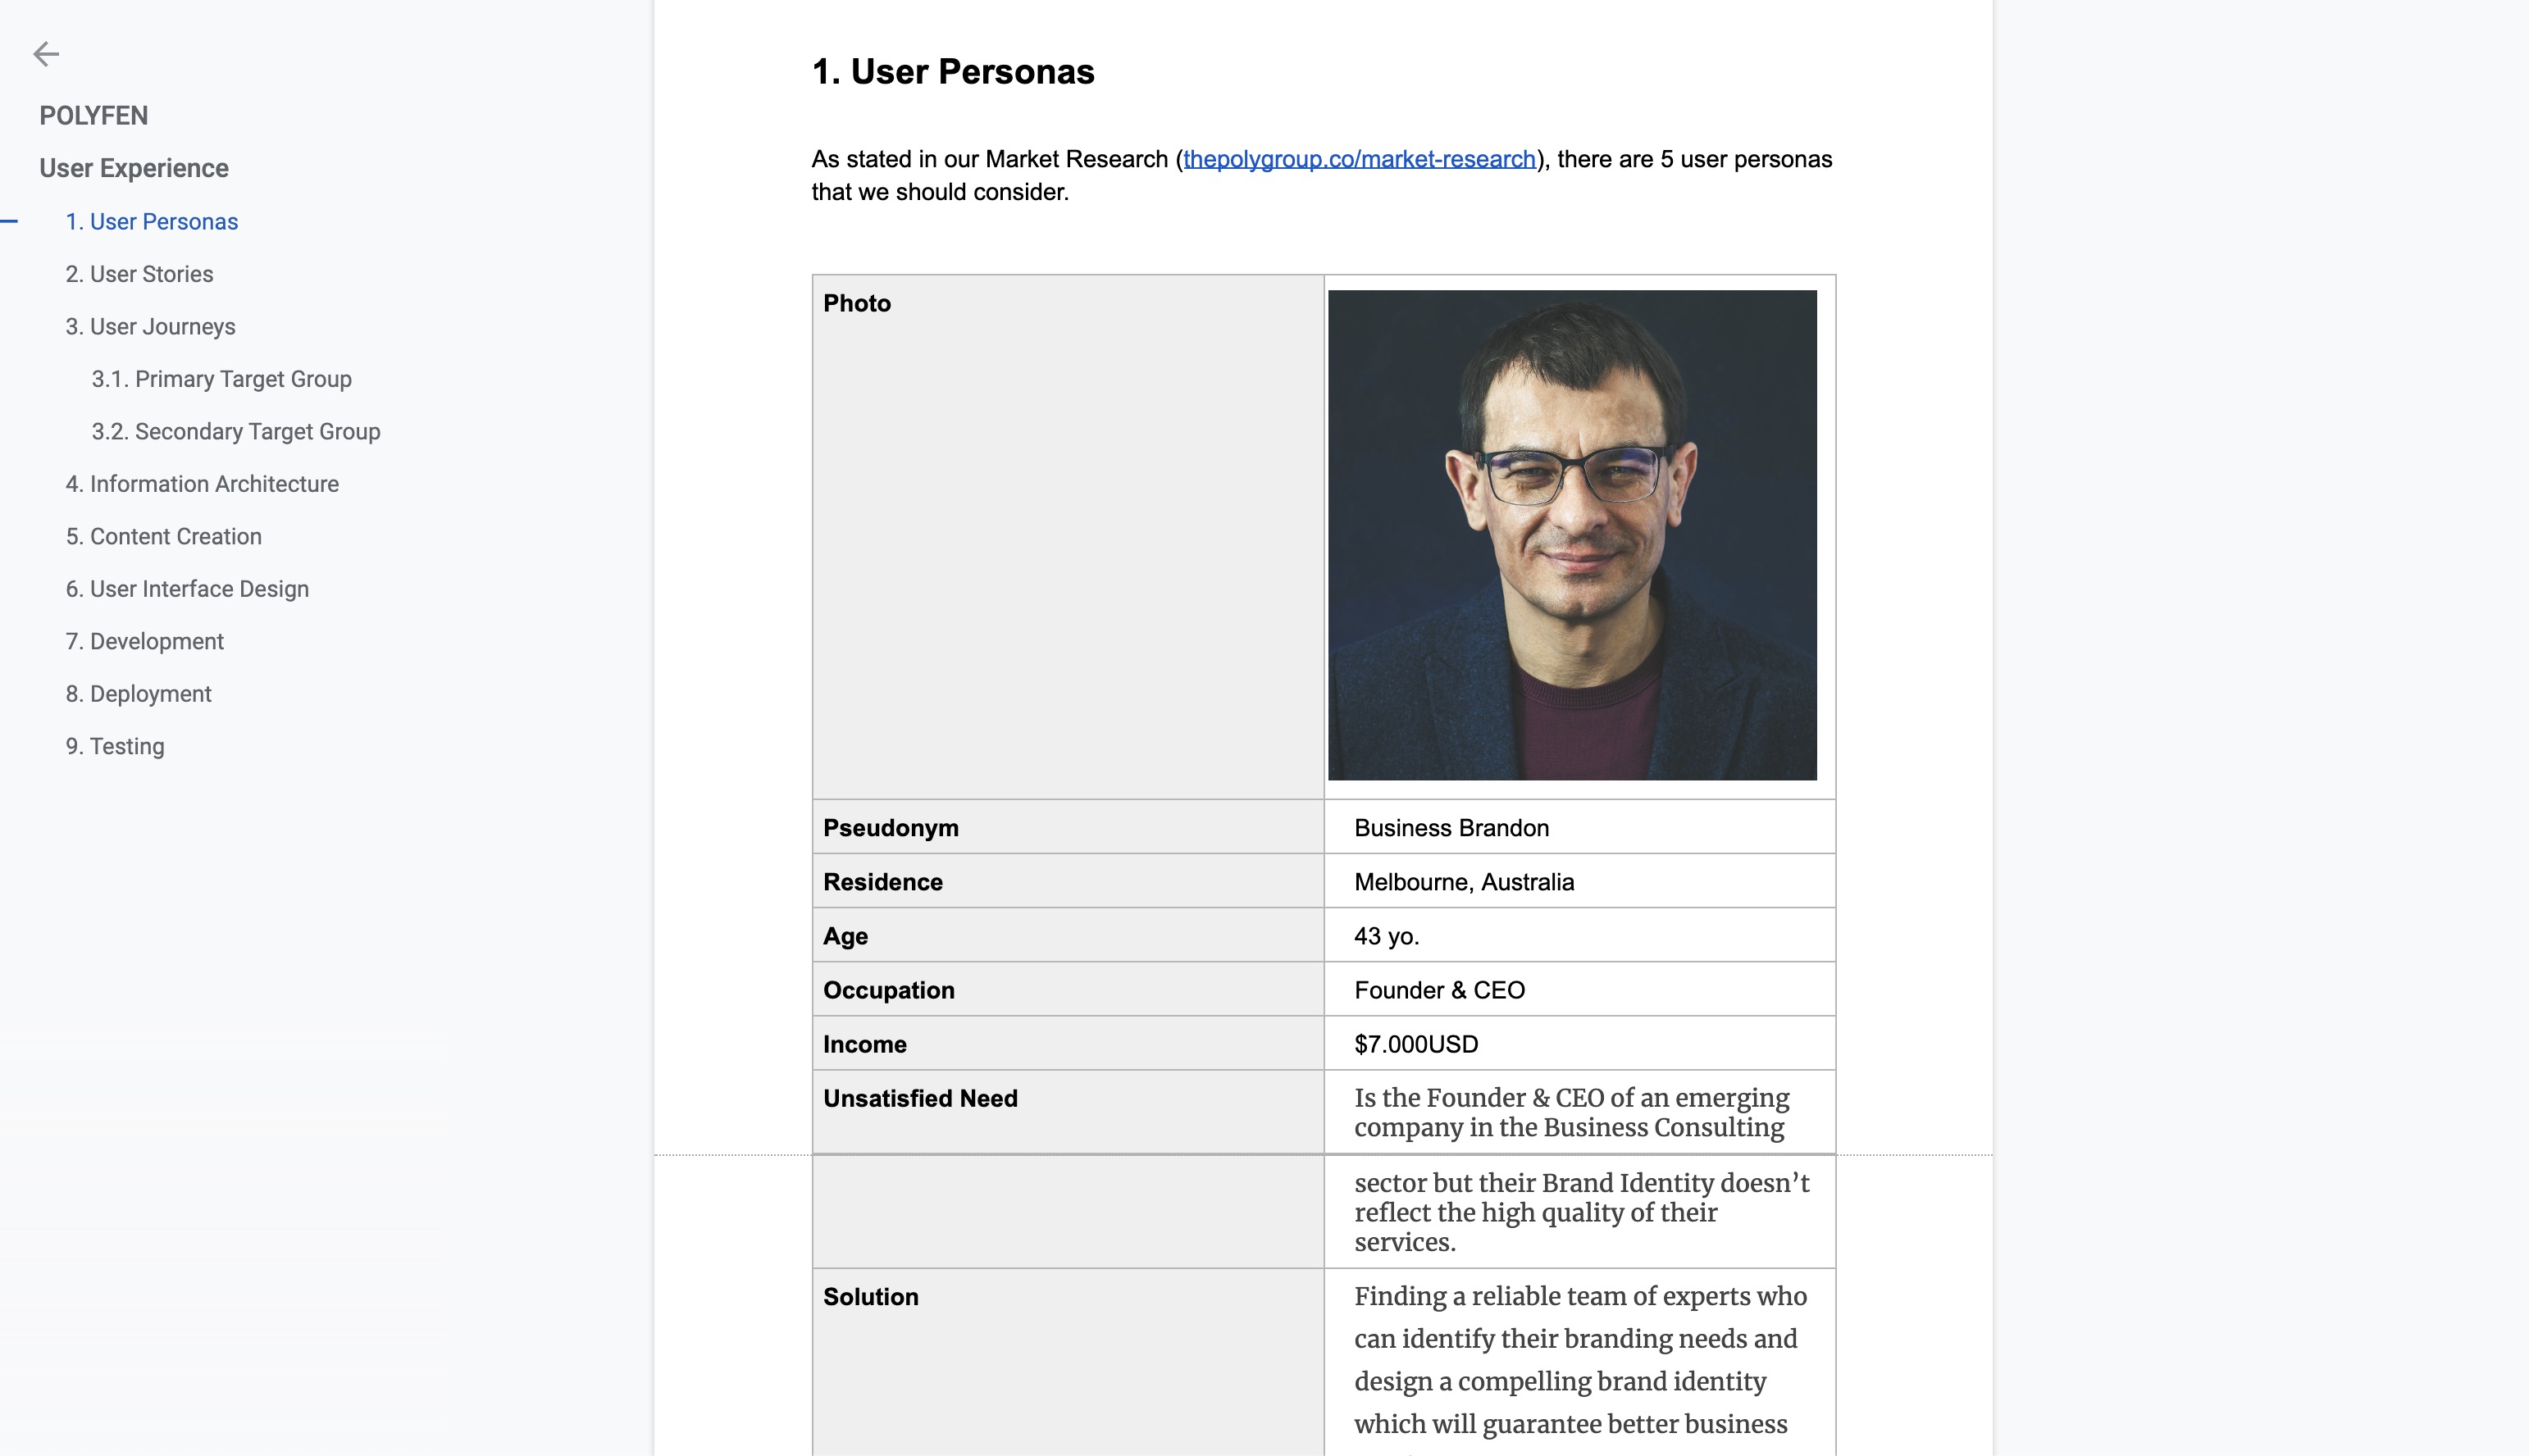 POLYFEN
User Experience
1. User Personas
2. User Stories
3. User Journeys
3.1. Primary Target Group
3.2. Secondary Target Group
4. Information Architecture
5. Content Creation
6. User Interface Design
7. Development
8. Deployment
9. Testing
1. User Personas
As stated in our Market Research (thepolygroup.co/market-research), there are 5 user personas
that we should consider.
Photo
Pseudonym
Business Brandon
Residence
Melbourne, Australia
Age
43 yo.
Occupation
Founder & CEO
Income
$7.000USD
Unsatisfied Need
Is the Founder & CEO of an emerging
company in the Business Consulting
sector but their Brand Identity doesn’t
reflect the high quality of their
services.
Solution
Finding a reliable team of experts who
can identify their branding needs and
design a compelling brand identity
which will guarantee better business